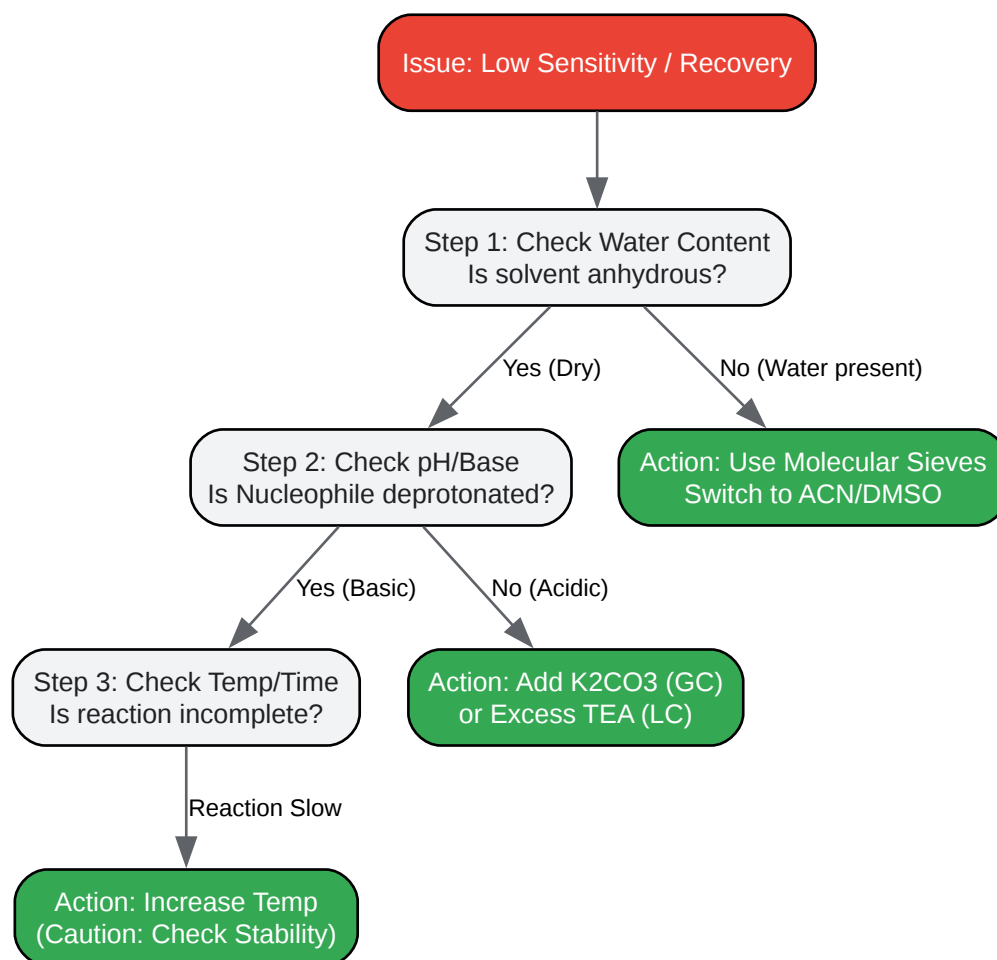 Issue: Low Sensitivity / Recovery
Step 1: Check Water Content
Is solvent anhydrous?
Yes (Dry)
No (Water present)
Step 2: Check pH/Base
Is Nucleophile deprotonated?
Action: Use Molecular Sieves
Switch to ACN/DMSO
Yes (Basic)
No (Acidic)
Step 3: Check Temp/Time
Is reaction incomplete?
Action: Add K2CO3 (GC)
or Excess TEA (LC)
Reaction Slow
Action: Increase Temp
(Caution: Check Stability)